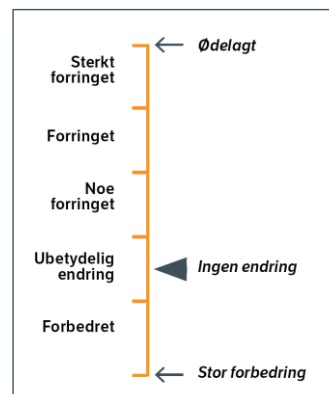 Ødelagt
Sterkt
forringet
Forringet
Noe
forringet
Ubetydelig
endring
Ingen endring
Forbedret
Stor forbedring